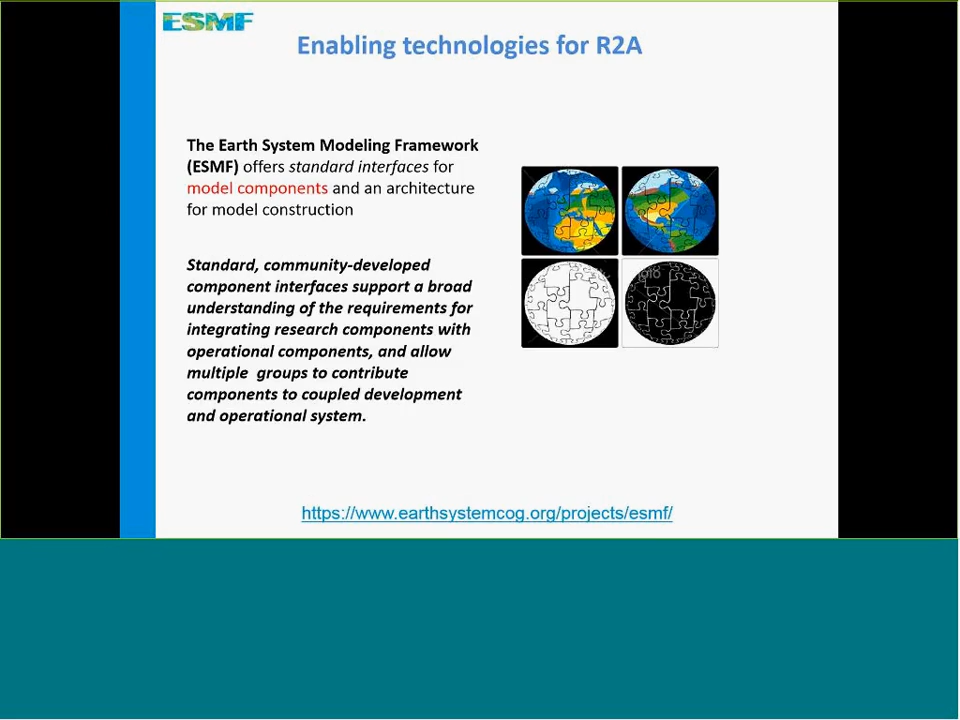 ESMF
Enabling technologies for R2A
The Earth System Modeling Framework
(ESMF) offers standard interfaces for
model components and an architecture
for model construction
Standard, community-developed
component interfaces support a broad
understanding of the requirements for
integrating research components with
operational components, and allow
multiple groups to contribute
components to coupled development
and operational system.
https://www.earthsystemcog.org/projects/esmf/